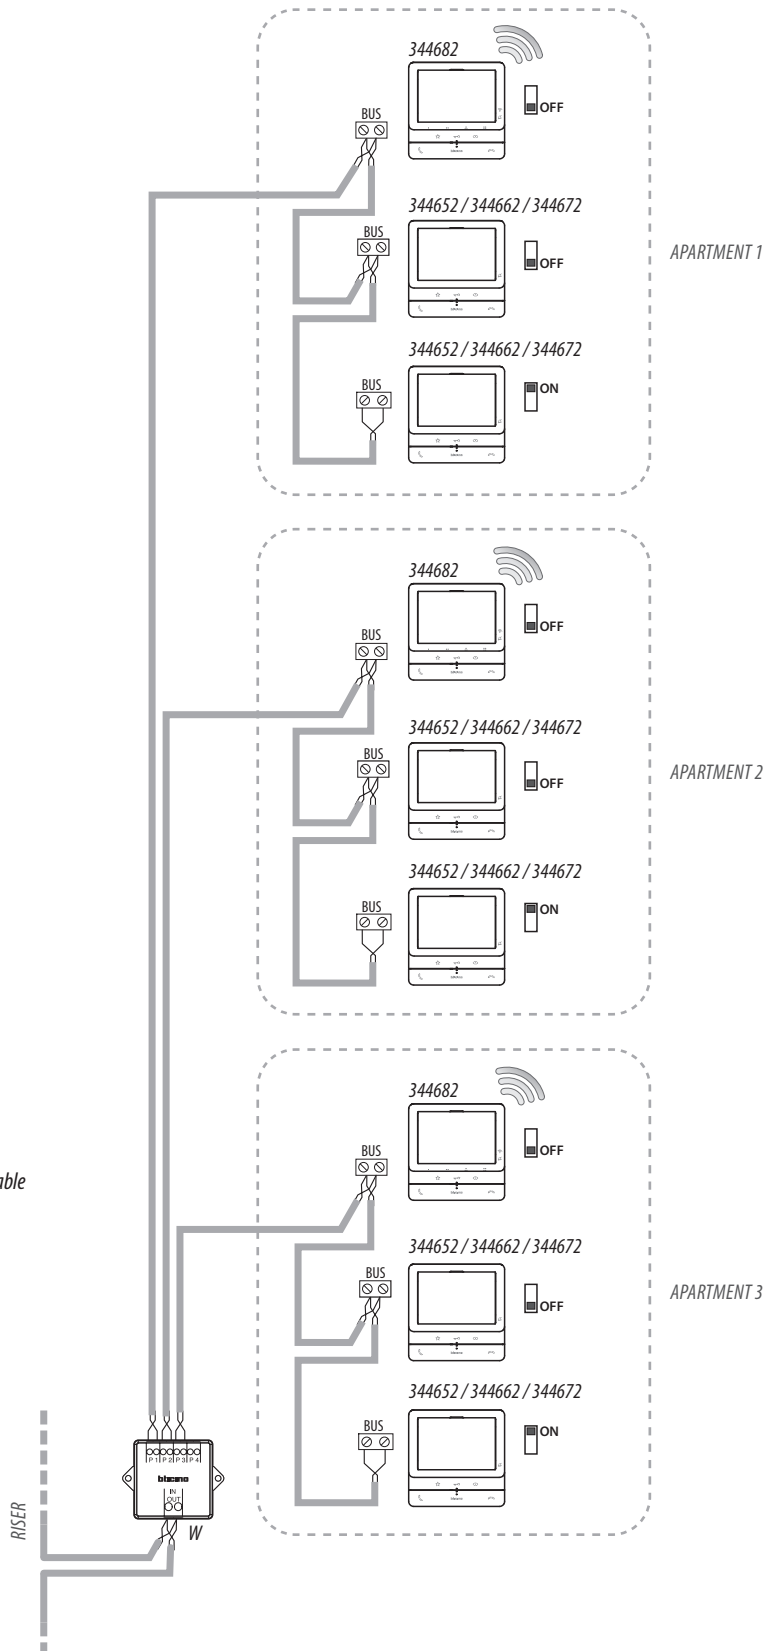 344682
BUS
OFF
344652 / 344662 / 344672
BUS
OFF
APARTMENT 1
344652 / 344662 / 344672
BUS
ON
344682
BUS
OFF
344652 / 344662 / 344672
BUS
OFF
APARTMENT 2
344652 / 344662 / 344672
BUS
ON
344682
BUS
OFF
able
344652 / 344662 / 344672
BUS
OFF
APARTMENT 3
344652 / 344662 / 344672
BUS
ON
P1 P2 P3 P4
bticino
IN
OUT
W
RISER